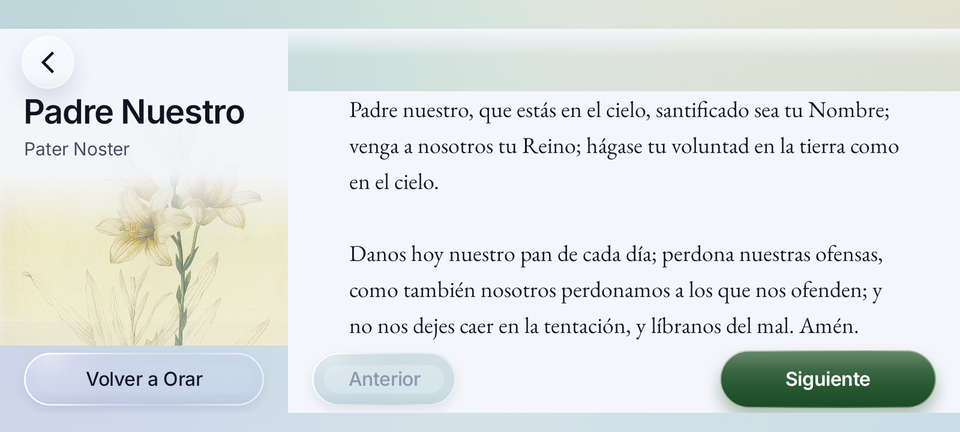 Padre Nuestro
Pater Noster
Volver a Orar
Padre nuestro, que estás en el cielo, santificado sea tu Nombre;
venga a nosotros tu Reino; hágase tu voluntad en la tierra como
en el cielo.
Danos hoy nuestro pan de cada día; perdona nuestras ofensas,
como también nosotros perdonamos a los que nos ofenden; y
no nos dejes caer en la tentación, y líbranos del mal. Amén.
Anterior
Siguiente